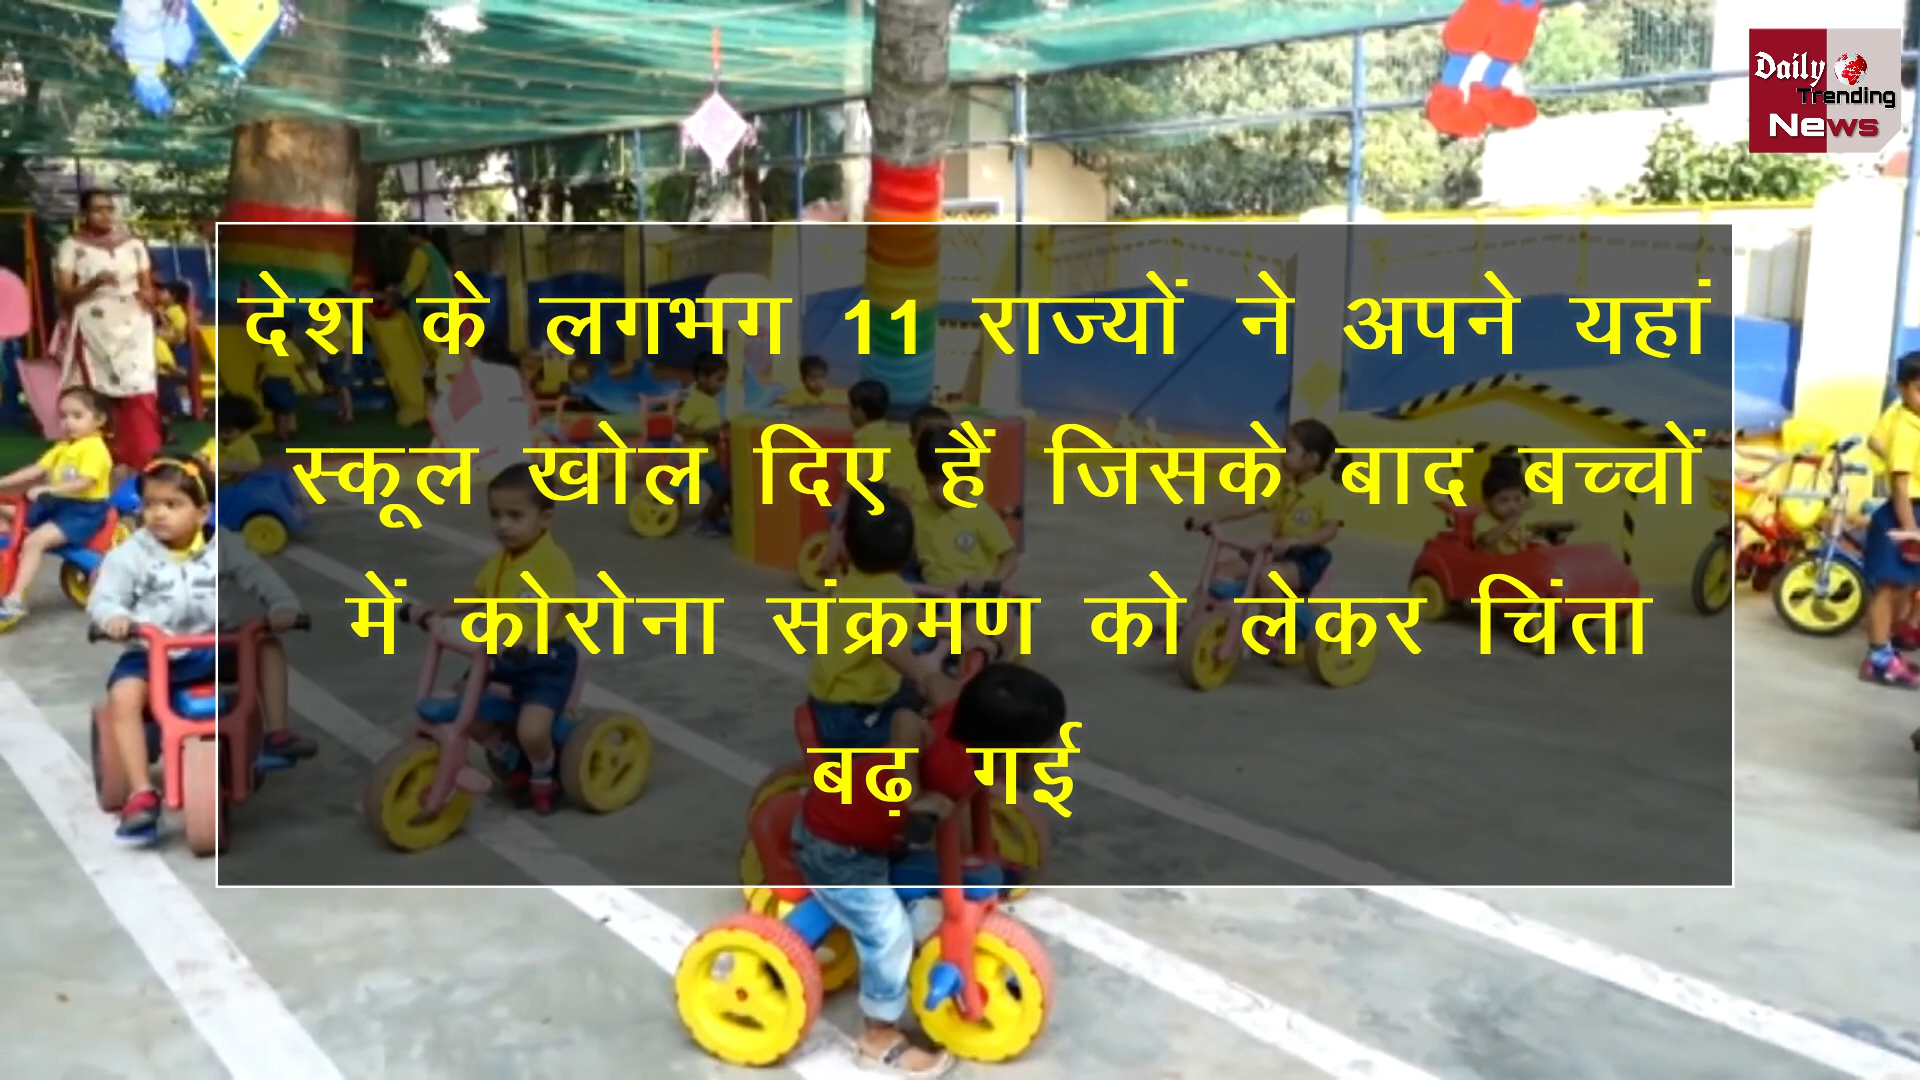 Daily
Trending
News
देश के लगभग 11 राज्यों ने अपने यहां
स्कूल खोल दिए हैं जिसके बाद बच्चों
में कोरोना संक्रमण को लेकर चिंता
बढ़ गई